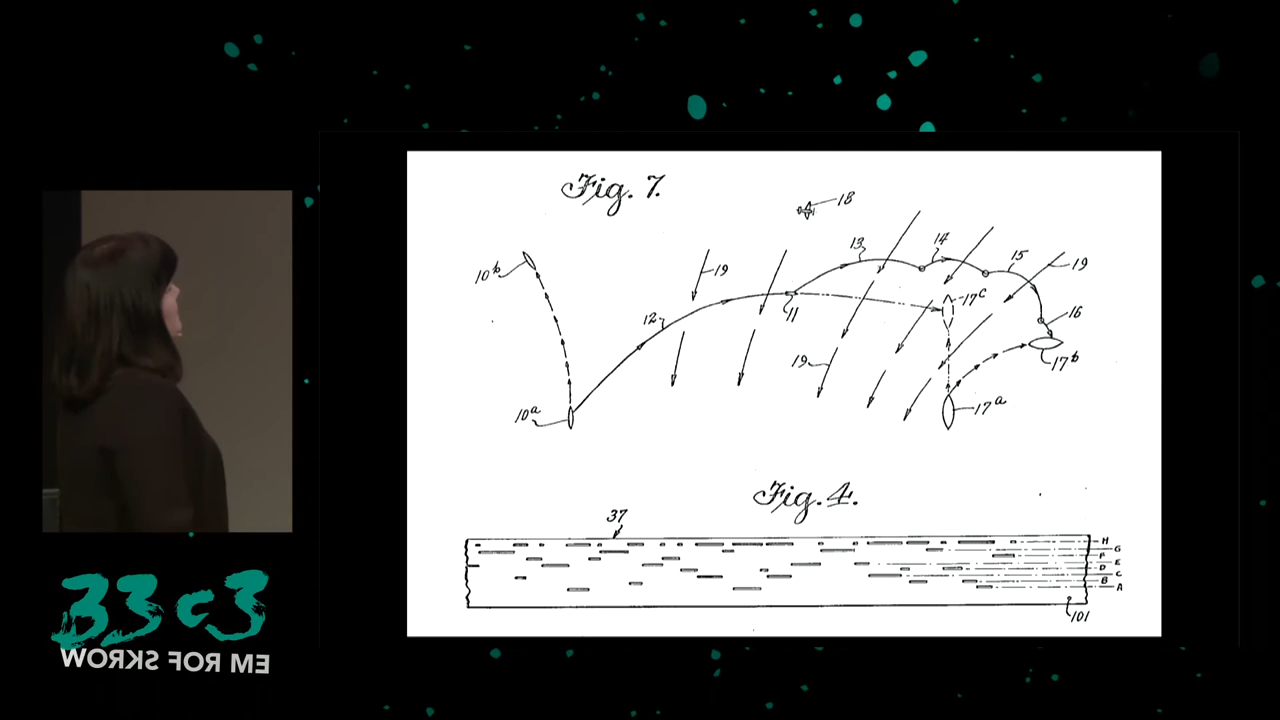 Fig. 7.
18
10b
19
13
14
15
19
12
11
17c
16
19
17b
10a
17a
Fig. 4.
37
H
G
F
E
D
C
B
A
101
33c3
WORKS FOR ME